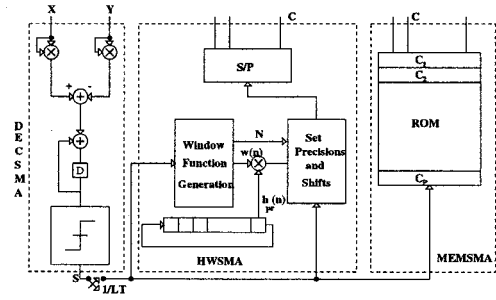 X Y C C
S/P
C₁
C₂
+ -
+
DECSMA
Window Function Generation
N
w(n)
Set Precisions and Shifts
ROM
D
h (n)
pr
Cₚ
S
1/LT
HWSMA
MEMSMA